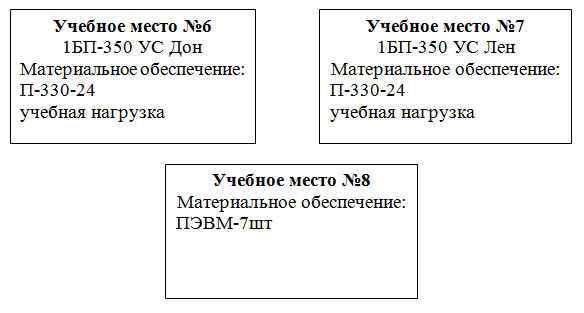 Учебное место №6
1БП-350 УС Дон
Материальное обеспечение:
П-330-24
учебная нагрузка
Учебное место №7
1БП-350 УС Лен
Материальное обеспечение:
П-330-24
учебная нагрузка
Учебное место №8
Материальное обеспечение:
ПЭВМ-7шт